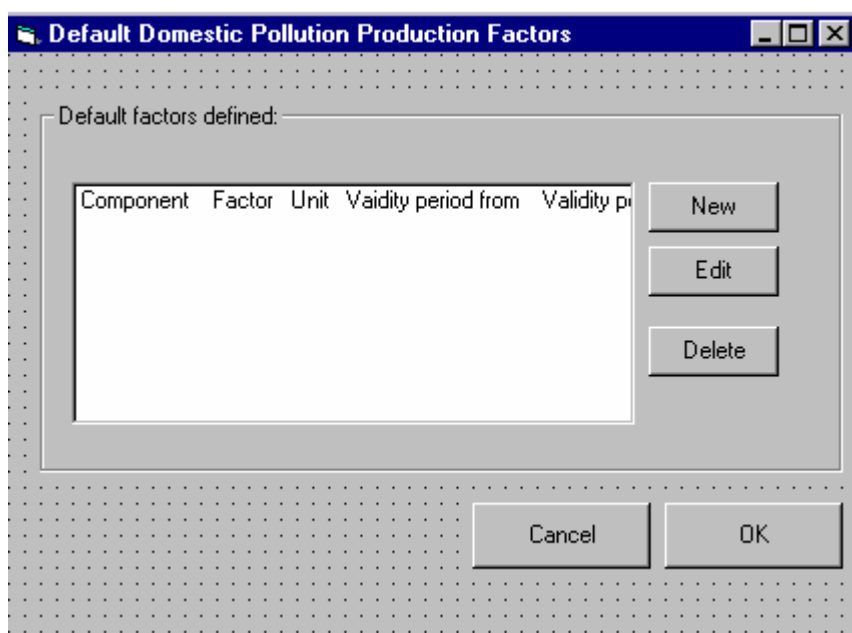 Default Domestic Pollution Production Factors
Default factors defined:
Component Factor Unit Vaidity period from Validity p
New
Edit
Delete
Cancel OK